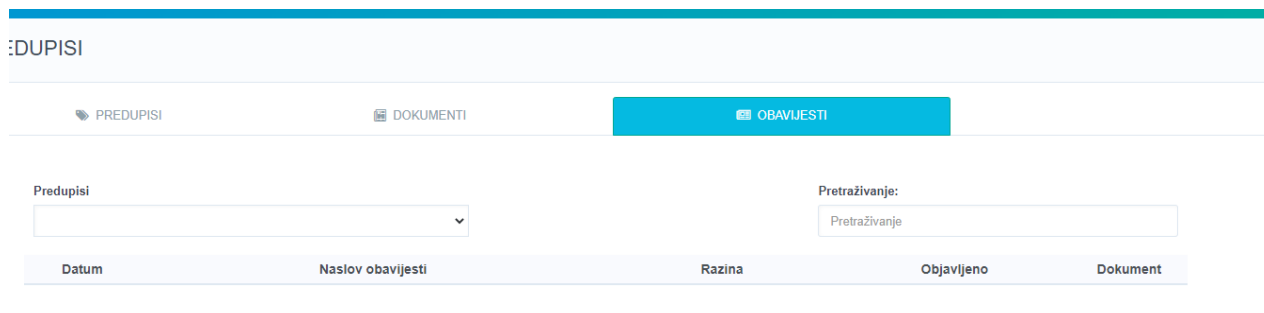 EDUPISI
PREDUPISI DOKUMENTI OBAVIJESTI
Predupisi Pretraživanje:
Pretraživanje
Datum Naslov obavijesti Razina Objavljeno Dokument